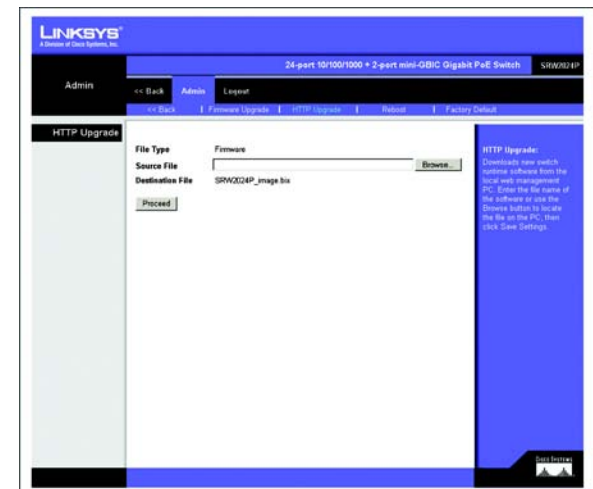 LINKSYS®
A Division of Cisco Systems, Inc.
24-port 10/100/1000 + 2-port mini-GBIC Gigabit PoE Switch SRW2024P
Admin
<< Back Admin Logout
<< Back | Firmware Upgrade | HTTP Upgrade | Reboot | Factory Default
HTTP Upgrade
File Type Firmware
Source File Browse...
Destination File SRW2024P_image.bix
Proceed
HTTP Upgrade:
Downloads new switch
runtime software from the
local web management
PC. Enter the file name of
the software or use the
Browse button to locate
the file on the PC, then
click Save Settings.
CISCO SYSTEMS